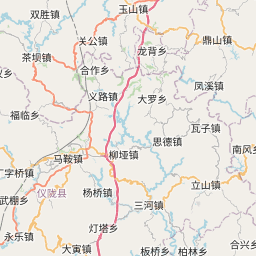 玉山镇
双胜镇
关公镇
龙背乡
鼎山镇
茶坝镇
合作乡
凤溪镇
义路镇
大罗乡
福临乡
瓦子镇
思德镇
南风乡
马鞍镇
柳垭镇
丁字桥镇
立山镇
仪陇县
杨桥镇
武棚乡
三河镇
灯塔乡
永乐镇
大寅镇
板桥乡
柏林乡
合兴乡